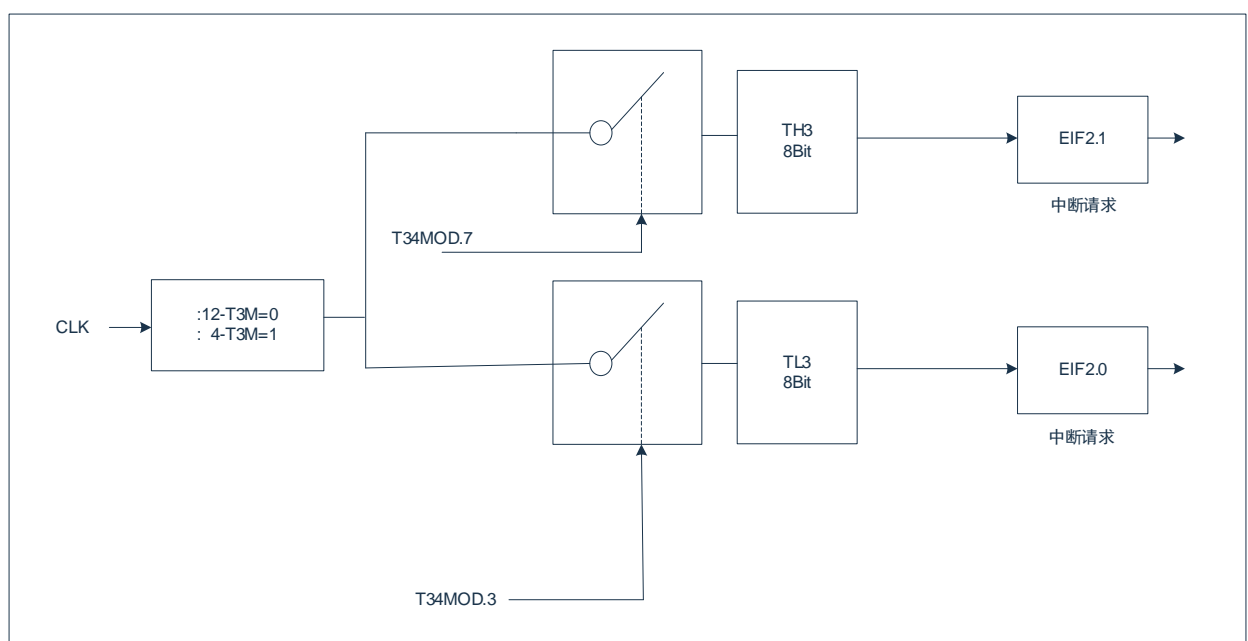 TH3
8Bit
EIF2.1
中断请求
T34MOD.7
CLK
:12-T3M=0
: 4-T3M=1
TL3
8Bit
EIF2.0
中断请求
T34MOD.3